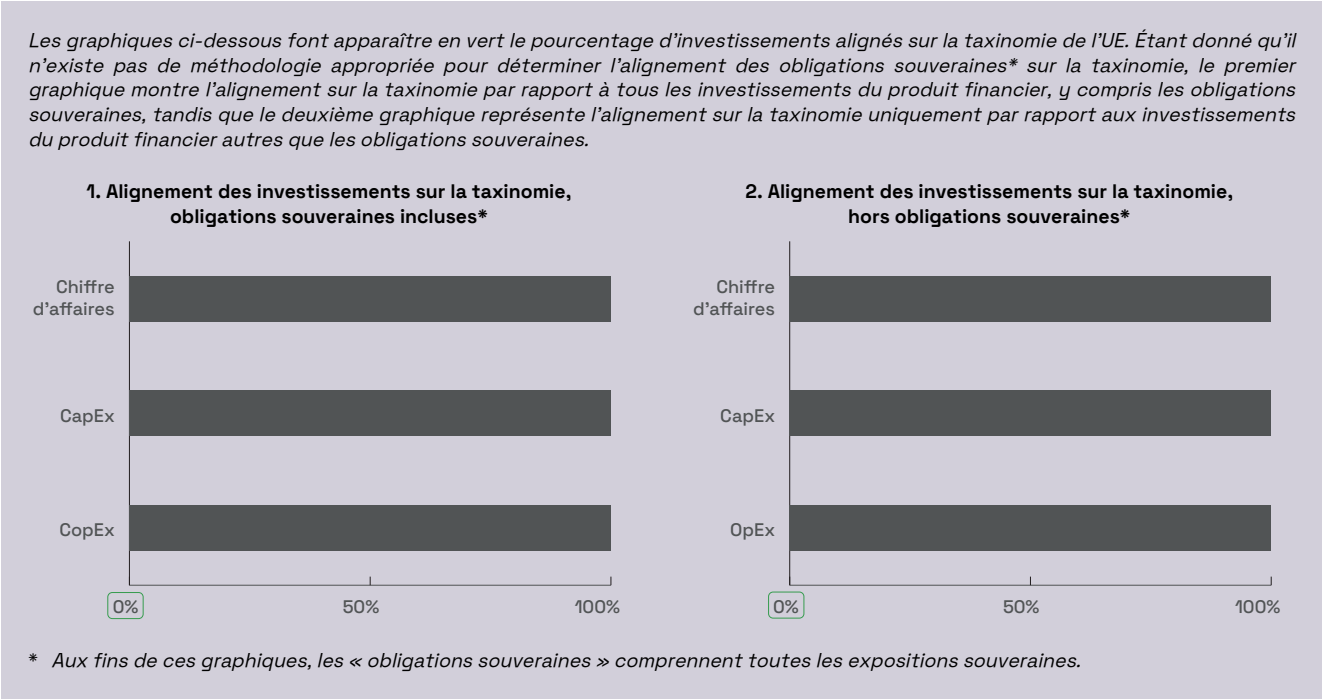 Les graphiques ci-dessous font apparaître en vert le pourcentage d'investissements alignés sur la taxinomie de l'UE. Étant donné qu'il
n'existe pas de méthodologie appropriée pour déterminer l'alignement des obligations souveraines* sur la taxinomie, le premier
graphique montre l'alignement sur la taxinomie par rapport à tous les investissements du produit financier, y compris les obligations
souveraines, tandis que le deuxième graphique représente l'alignement sur la taxinomie uniquement par rapport aux investissements
du produit financier autres que les obligations souveraines.
1. Alignement des investissements sur la taxinomie,
obligations souveraines incluses*
Chiffre
d'affaires
CapEx
CopEx
0% 50% 100%
2. Alignement des investissements sur la taxinomie,
hors obligations souveraines*
Chiffre
d'affaires
CapEx
OpEx
0% 50% 100%
* Aux fins de ces graphiques, les « obligations souveraines » comprennent toutes les expositions souveraines.